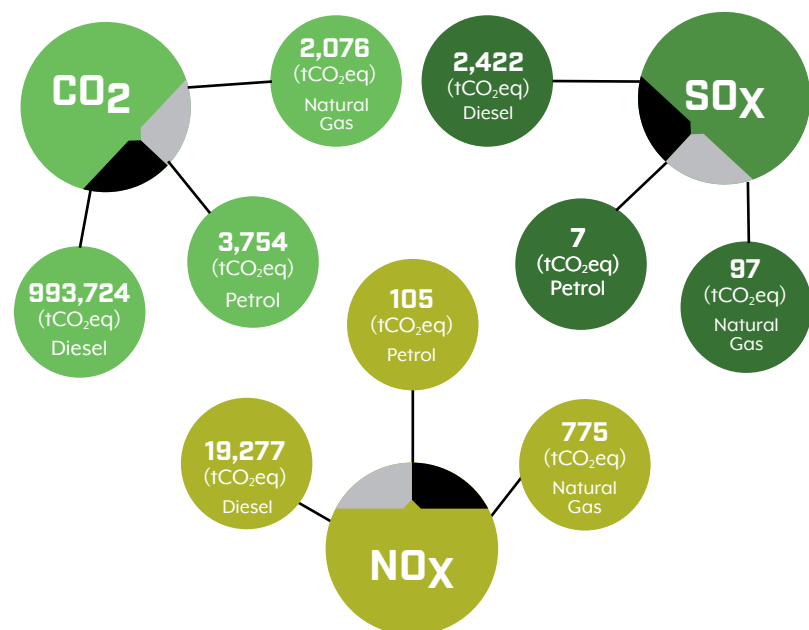 CO₂
2,076
(tCO₂eq)
Natural
Gas
3,754
(tCO₂eq)
Petrol
993,724
(tCO₂eq)
Diesel
2,422
(tCO₂eq)
Diesel
SOX
7
(tCO₂eq)
Petrol
97
(tCO₂eq)
Natural
Gas
105
(tCO₂eq)
Petrol
19,277
(tCO₂eq)
Diesel
775
(tCO₂eq)
Natural
Gas
NOX